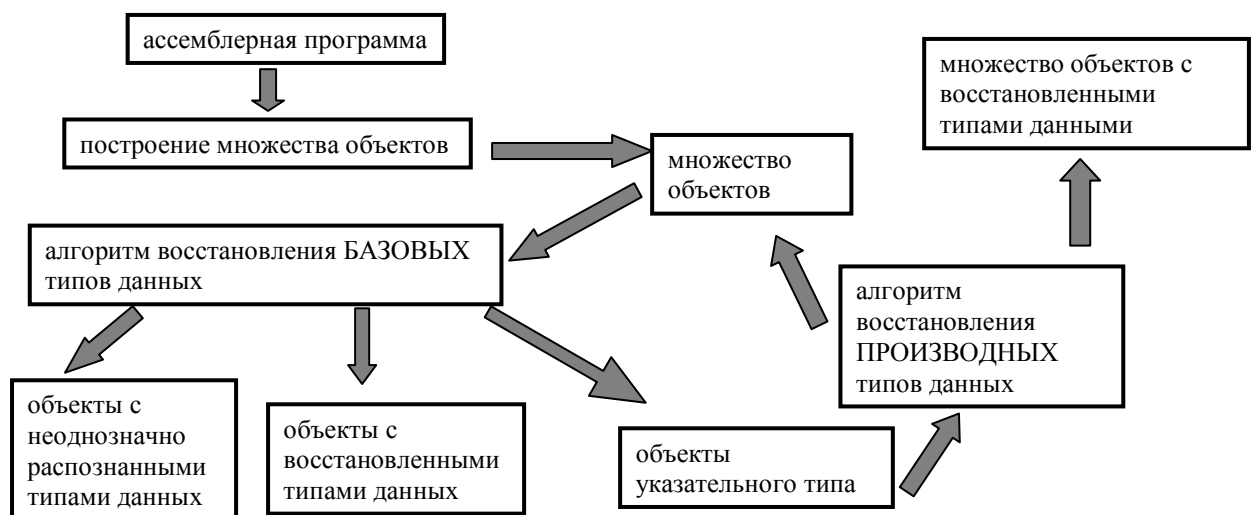 ассемблерная программа
множество объектов с
восстановленными
типами данными
построение множества объектов
множество
объектов
алгоритм восстановления БАЗОВЫХ
типов данных
алгоритм
восстановления
ПРОИЗВОДНЫХ
типов данных
объекты с
неоднозначно
распознанными
типами данных
объекты с
восстановленными
типами данных
объекты
указательного типа